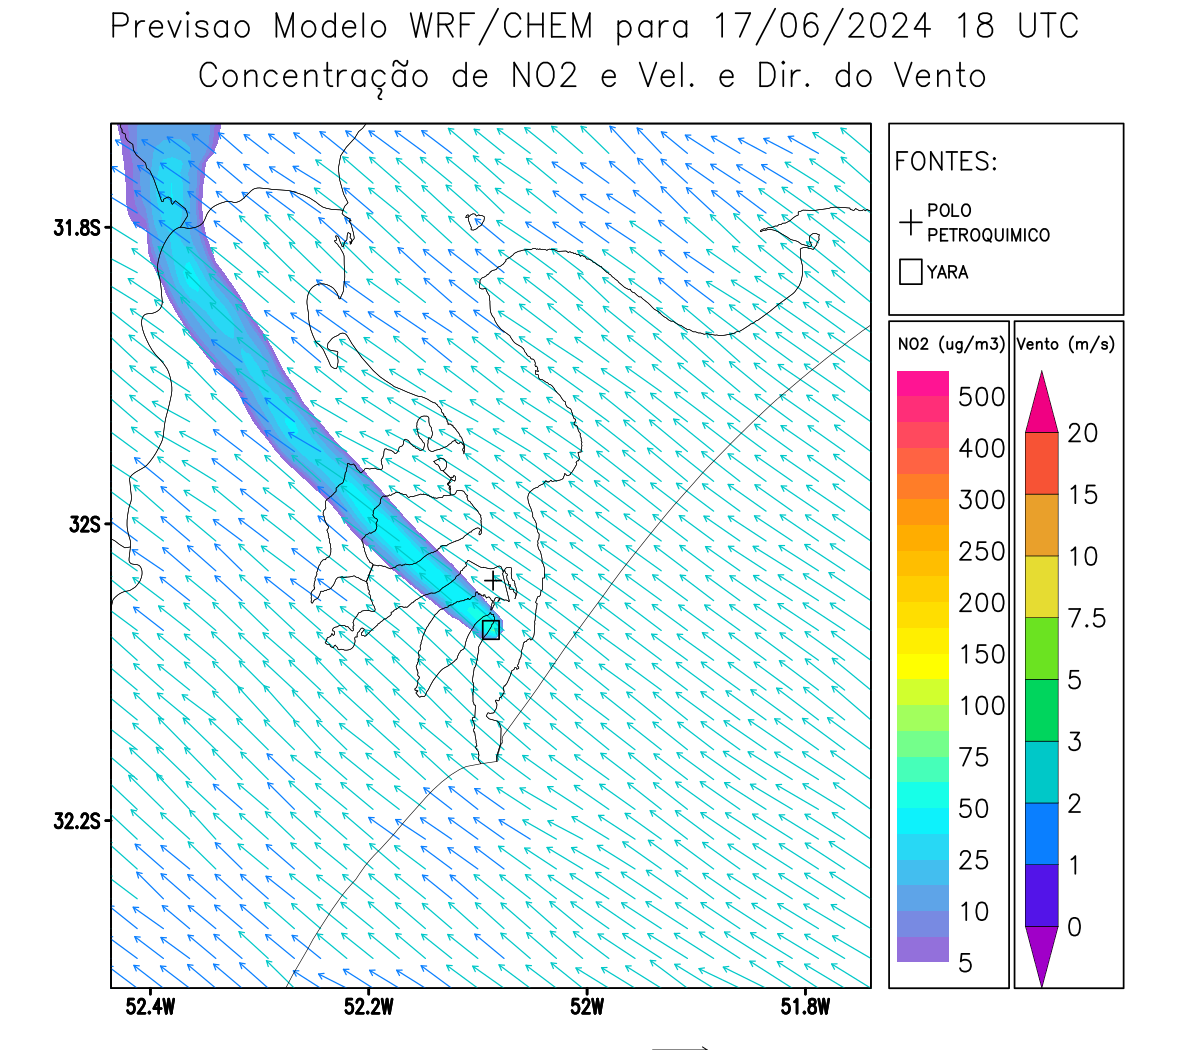 Previsao Modelo WRF/CHEM para 17/06/2024 18 UTC
Concentração de NO2 e Vel. e Dir. do Vento
FONTES:
POLO
PETROQUIMICO
YARA
NO2 (ug/m3)
500
400
300
250
200
150
100
75
50
25
10
5
Vento (m/s)
20
15
10
7.5
5
3
2
1
0
31.8S
32S
32.2S
52.4W
52.2W
52W
51.8W